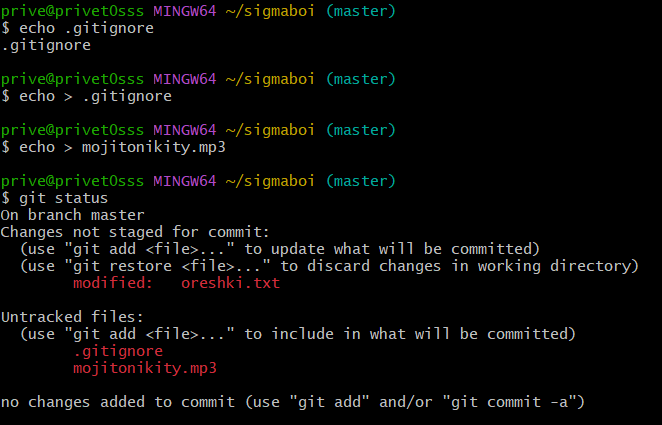 prive@privet0sss MINGW64 ~/sigmaboi (master)
$ echo .gitignore
.gitignore
prive@privet0sss MINGW64 ~/sigmaboi (master)
$ echo > .gitignore
prive@privet0sss MINGW64 ~/sigmaboi (master)
$ echo > mojitonikity.mp3
prive@privet0sss MINGW64 ~/sigmaboi (master)
$ git status
On branch master
Changes not staged for commit:
  (use "git add <file>..." to update what will be committed)
  (use "git restore <file>..." to discard changes in working directory)
        modified:   oreshki.txt
Untracked files:
  (use "git add <file>..." to include in what will be committed)
        .gitignore
        mojitonikity.mp3
no changes added to commit (use "git add" and/or "git commit -a")